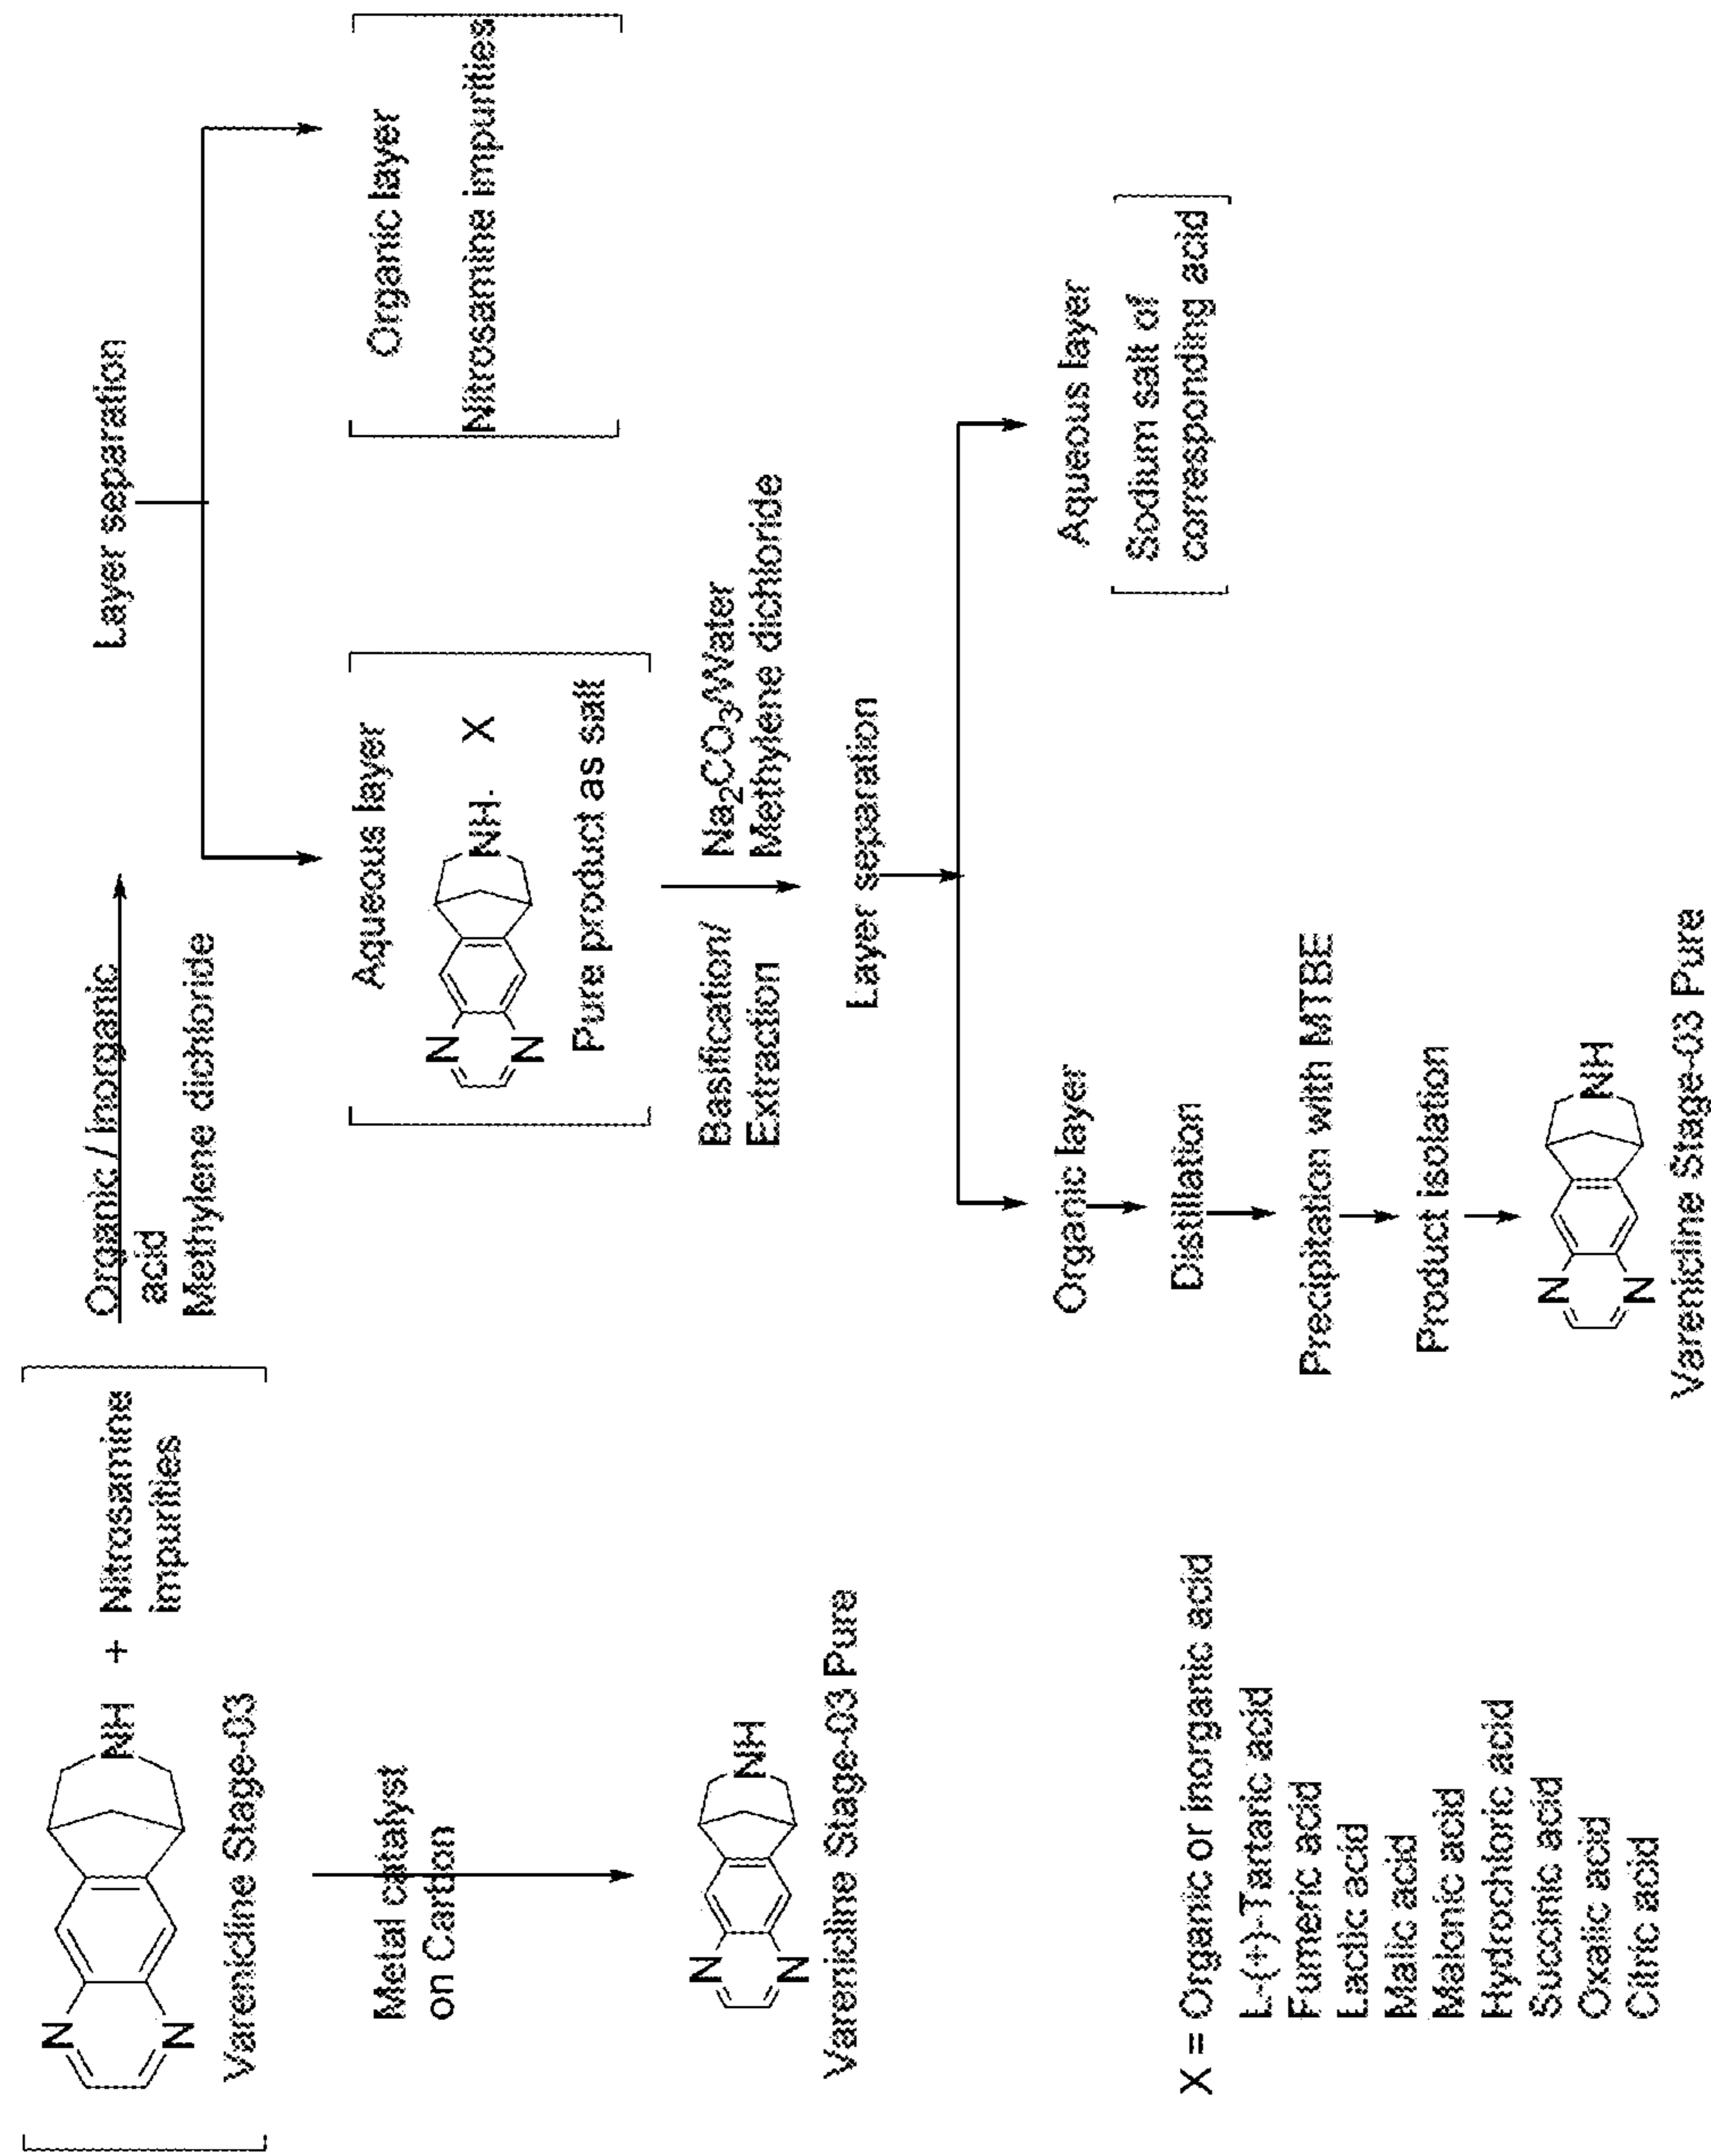 N
N
NH + Nitrosamine
impurities
Varenicline Stage-03
Organic / Inorganic
acid
Methylene dichloride
Layer separation
Metal catalyst
on Carbon
N
N
NH
Varenicline Stage-03 Pure
Aqueous layer
N
N
NH. X
Pure product as salt
Organic layer
Nitrosamine impurities
Basification/
Extraction
Na2CO3/Water
Methylene dichloride
Layer separation
Organic layer
Distillation
Precipitation with MTBE
Product isolation
N
N
NH
Varenicline Stage-03 Pure
Aqueous layer
Sodium salt of
corresponding acid
X = Organic or inorganic acid
L-(+)-Tartaric acid
Fumeric acid
Lactic acid
Malic acid
Malonic acid
Hydrochloric acid
Succinic acid
Oxalic acid
Citric acid